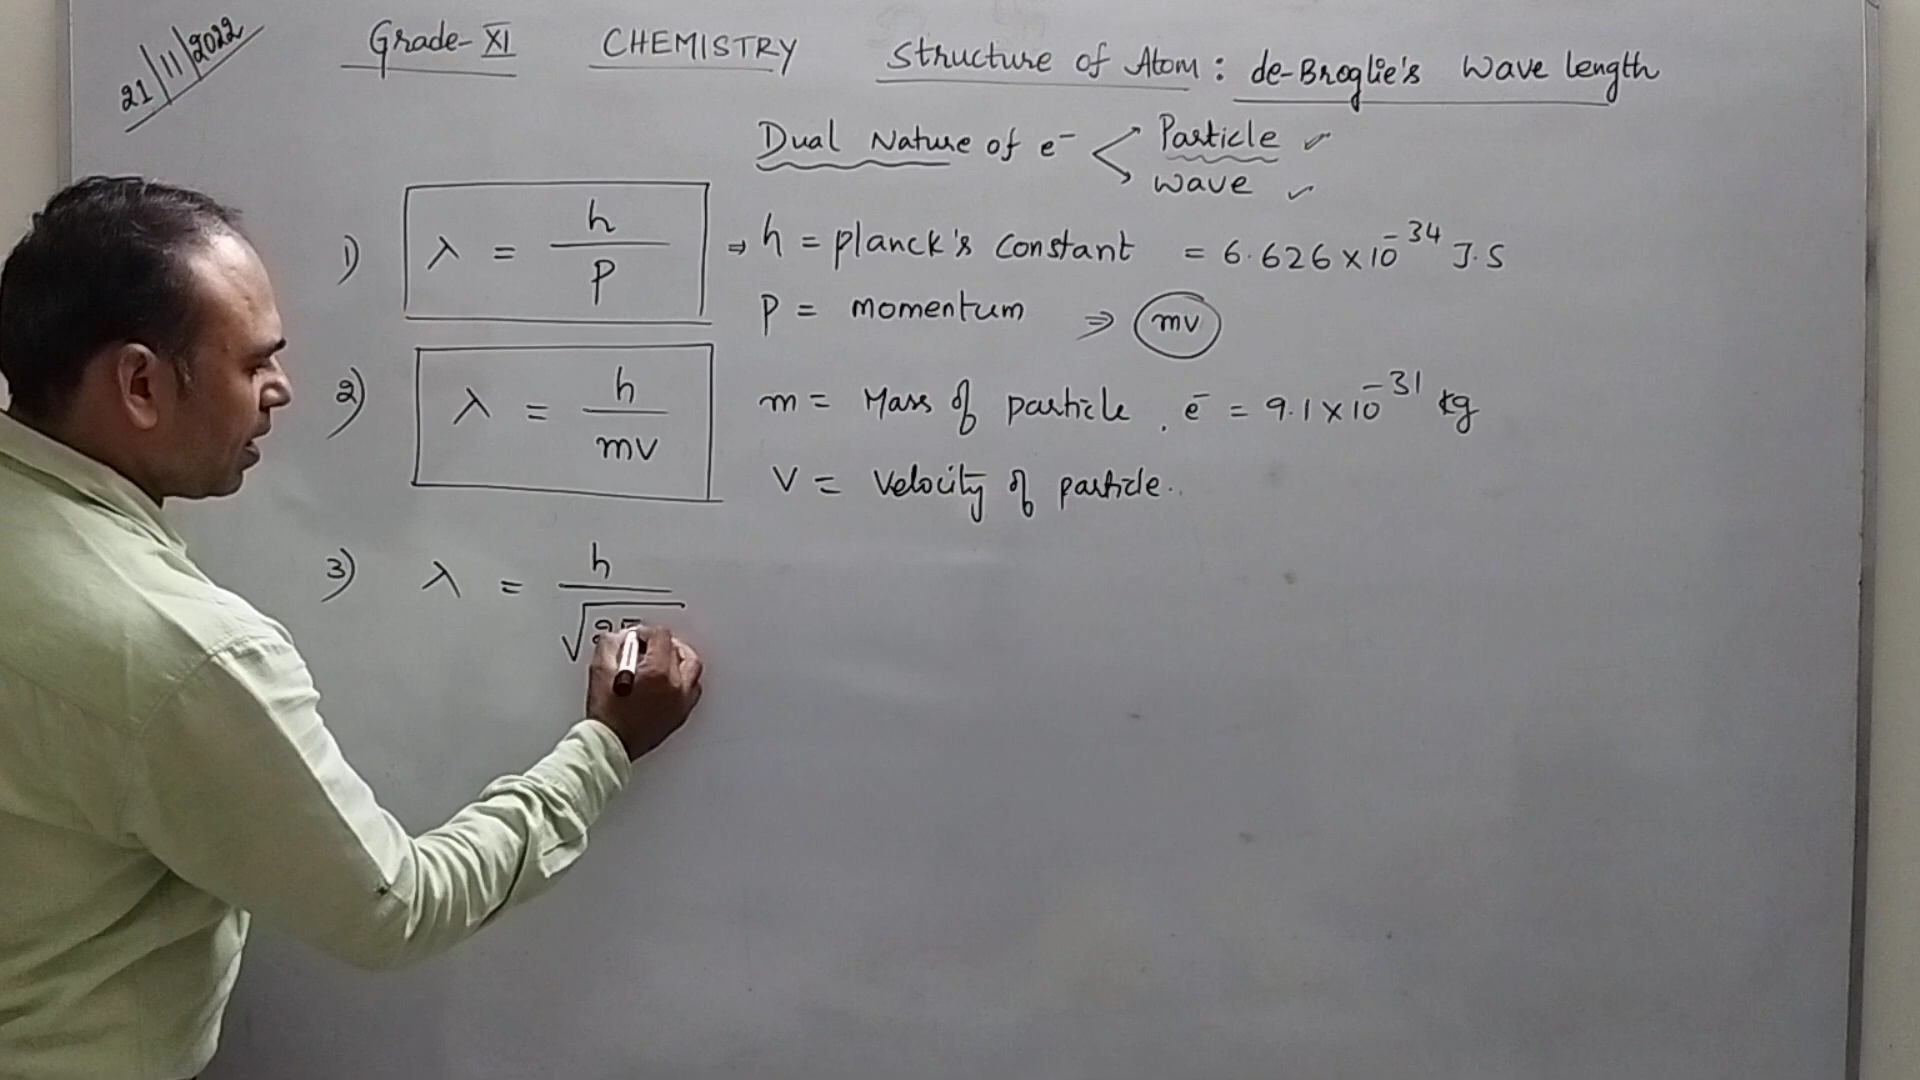 21/11/2022
Grade-XI CHEMISTRY Structure of Atom: de-Broglie's Wave length
Dual Nature of e⁻ < Particle ✓
Wave ✓
1) λ = h/P ⇒ h = planck's constant = 6.626 × 10⁻³⁴ J.S
P = momentum ⇒ mv
2) λ = h/mv m = Mass of particle. e⁻ = 9.1 × 10⁻³¹ kg
V = Velocity of particle..
3) λ = h/√2